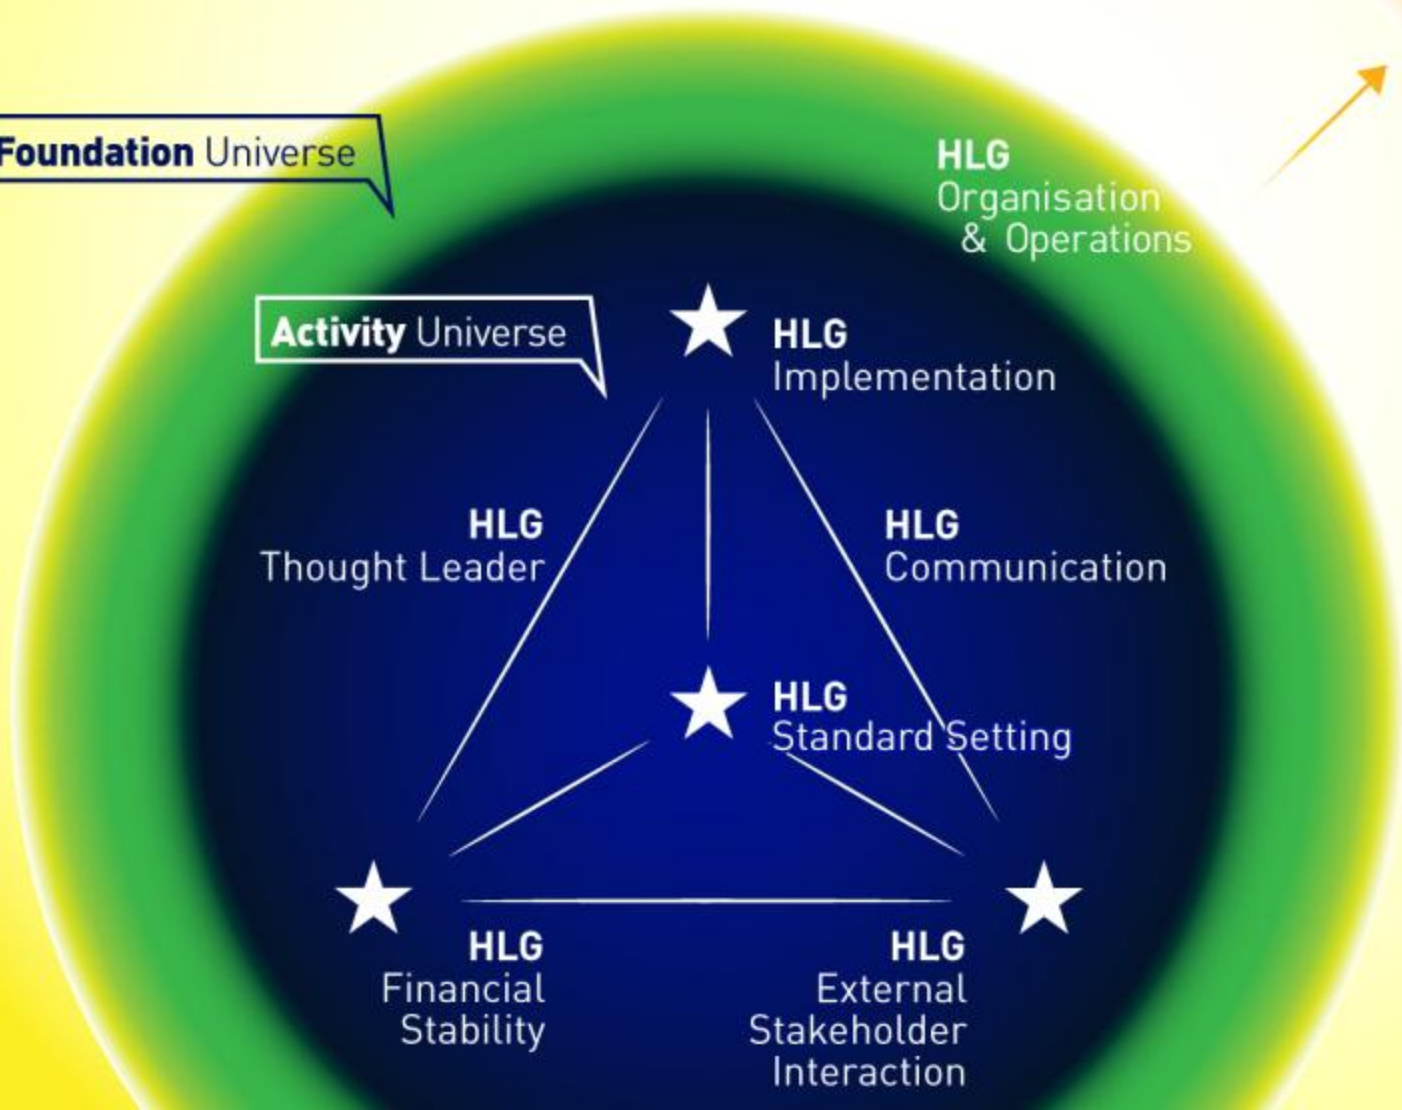 Foundation Universe
HLG
Organisation
& Operations
Activity Universe
HLG
Implementation
HLG
Thought Leader
HLG
Communication
HLG
Standard Setting
HLG
Financial
Stability
HLG
External
Stakeholder
Interaction